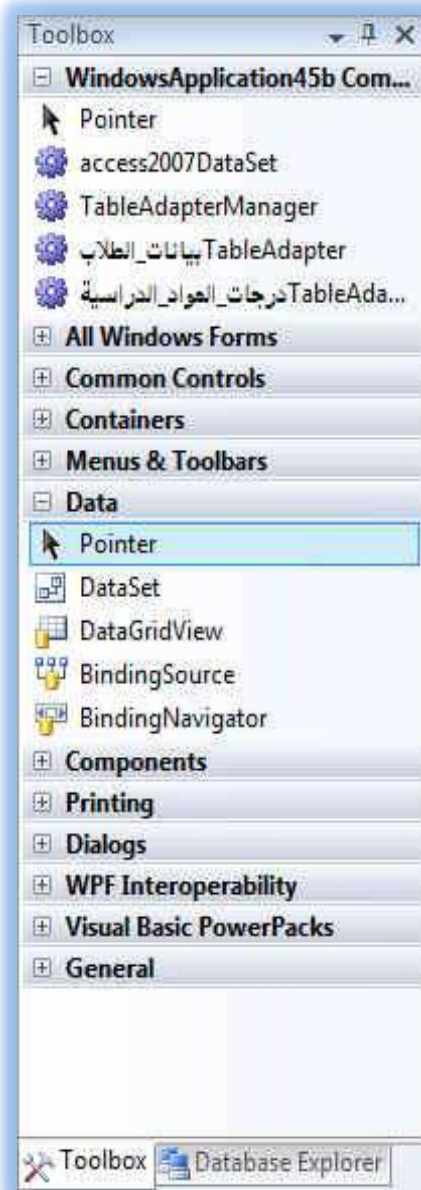 Toolbox
WindowsApplication45b Com...
Pointer
access2007DataSet
TableAdapterManager
بيانات_الطلابTableAdapter
درجات_المواد_الدراسيةTableAda...
All Windows Forms
Common Controls
Containers
Menus & Toolbars
Data
Pointer
DataSet
DataGridView
BindingSource
BindingNavigator
Components
Printing
Dialogs
WPF Interoperability
Visual Basic PowerPacks
General
Toolbox Database Explorer